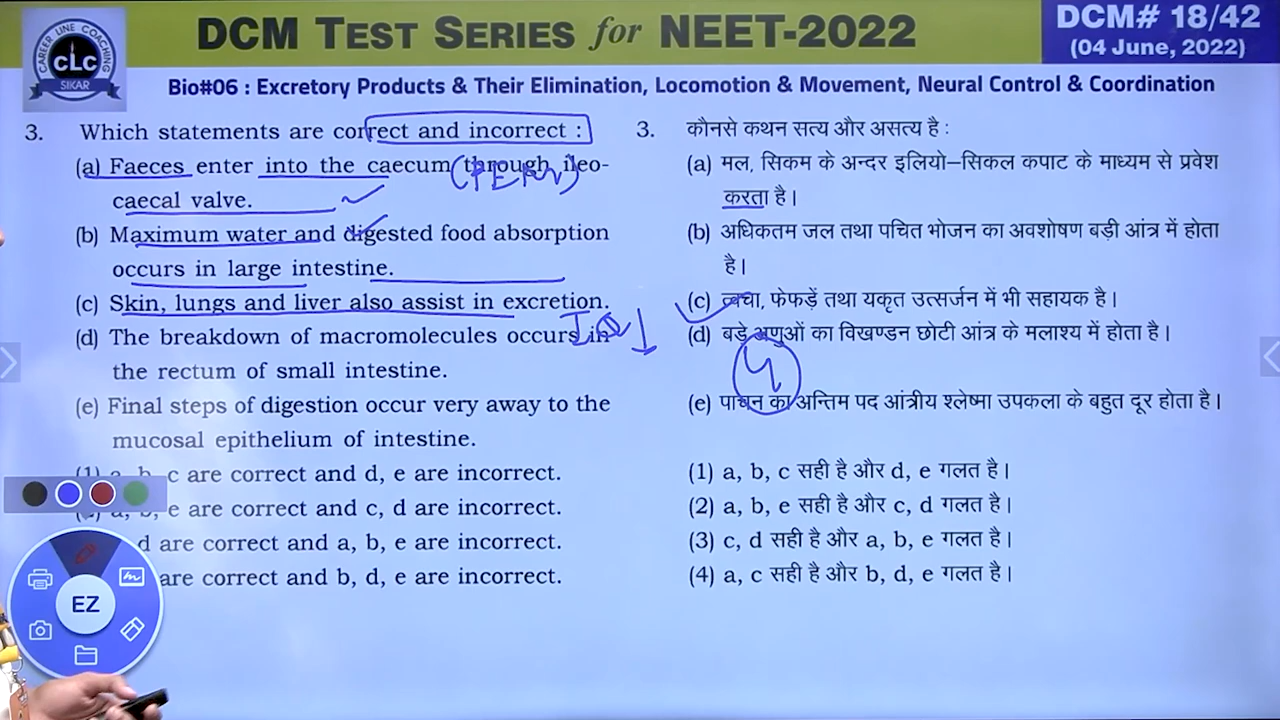 CAREER LINE COACHING
CLC
SIKAR
DCM TEST SERIES for NEET-2022
DCM# 18/42
(04 June, 2022)
Bio#06 : Excretory Products & Their Elimination, Locomotion & Movement, Neural Control & Coordination
3. Which statements are correct and incorrect :
(a) Faeces enter into the caecum through ileo-
caecal valve.
(b) Maximum water and digested food absorption
occurs in large intestine.
(c) Skin, lungs and liver also assist in excretion.
(d) The breakdown of macromolecules occurs in
the rectum of small intestine.
(e) Final steps of digestion occur very away to the
mucosal epithelium of intestine.
(1) a, b, c are correct and d, e are incorrect.
e are correct and c, d are incorrect.
d are correct and a, b, e are incorrect.
are correct and b, d, e are incorrect.
3. कौनसे कथन सत्य और असत्य है :
(a) मल, सिकम के अन्दर इलियो–सिकल कपाट के माध्यम से प्रवेश
करता है।
(b) अधिकतम जल तथा पचित भोजन का अवशोषण बड़ी आंत्र में होता
है।
(c) त्वचा, फेफड़ें तथा यकृत उत्सर्जन में भी सहायक है।
(d) बड़े अणुओं का विखण्डन छोटी आंत्र के मलाश्य में होता है।
(e) पाचन का अन्तिम पद आंत्रीय श्लेष्मा उपकला के बहुत दूर होता है।
(1) a, b, c सही है और d, e गलत है।
(2) a, b, e सही है और c, d गलत है।
(3) c, d सही है और a, b, e गलत है।
(4) a, c सही है और b, d, e गलत है।
4
EZ